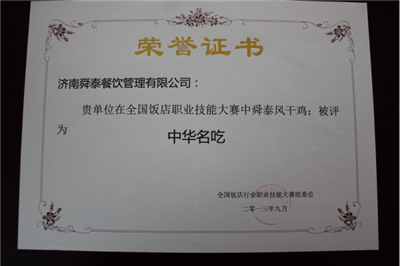 荣誉证书
济南舜泰餐饮管理有限公司：
贵单位在全国饭店职业技能大赛中舜泰风干鸡；被评
为
中华名吃
全国饭店行业职业技能大赛组委会
二零一三年九月